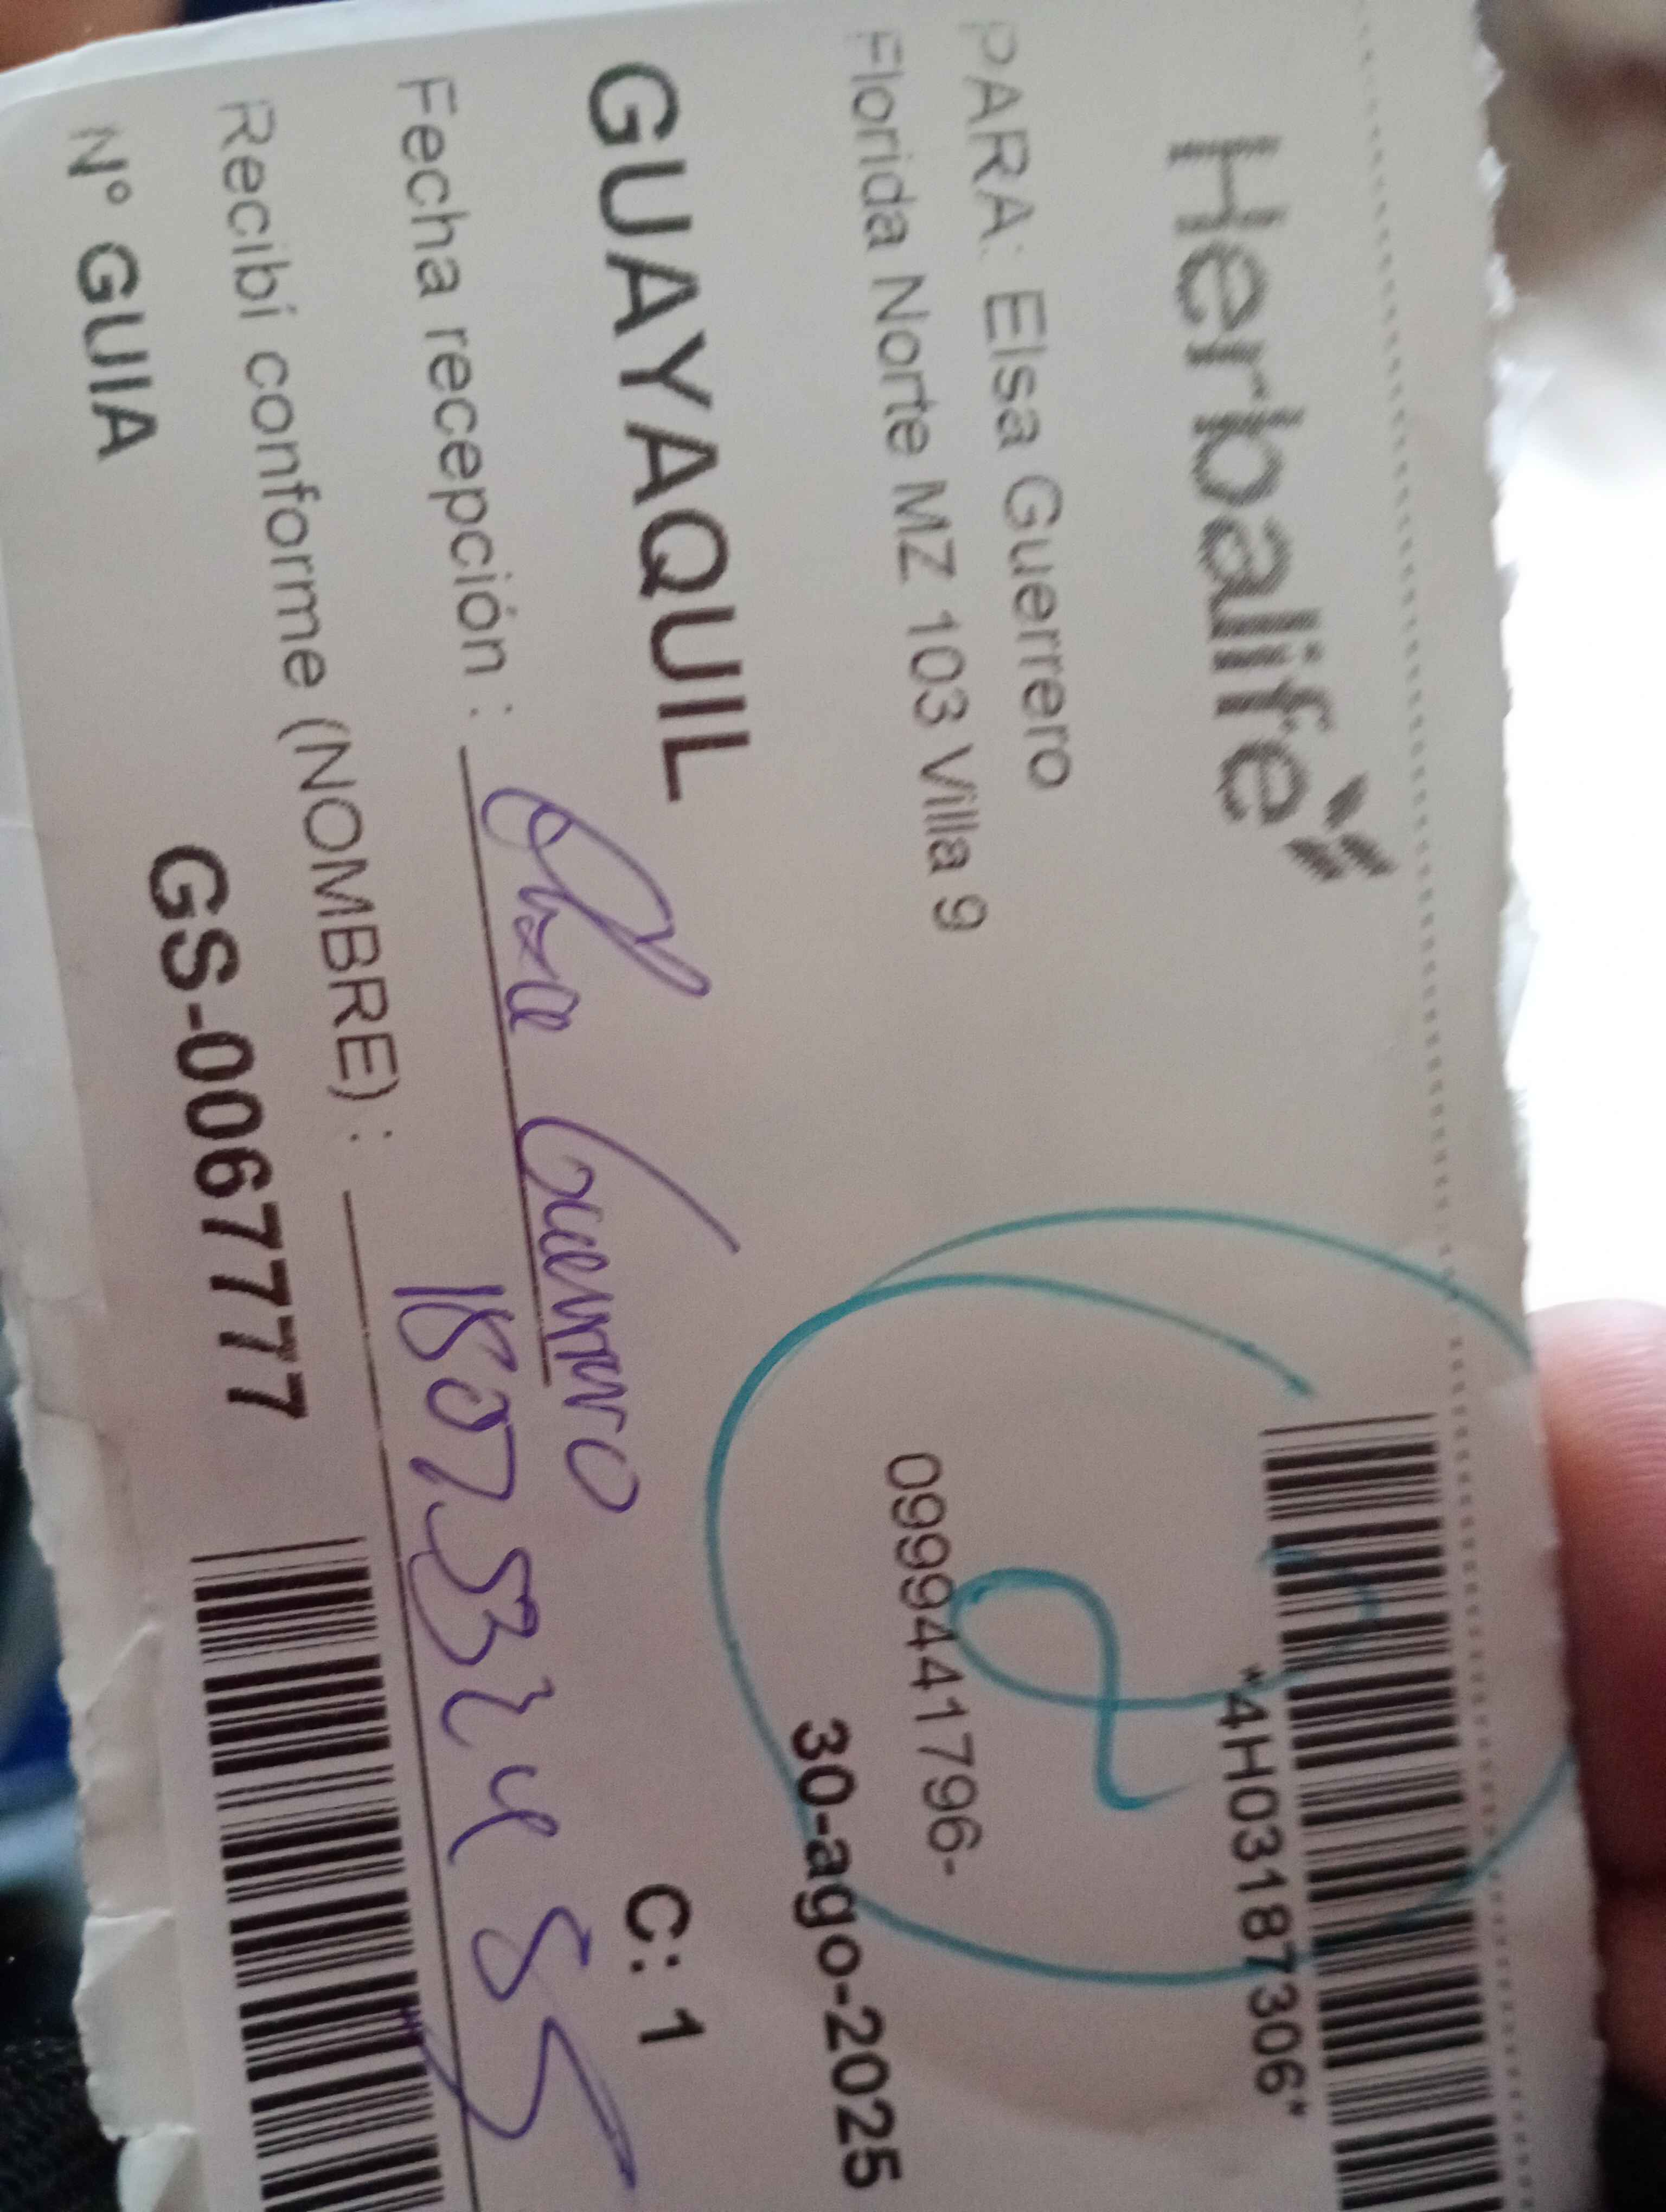 Herbalife
*4H03187306*
PARA: Elsa Guerrero
0999441796-
Florida Norte MZ 103 Villa 9
30-ago-2025
GUAYAQUIL
C: 1
Fecha recepción : Elsa Guerrero
Recibí conforme (NOMBRE) :
N° GUIA GS-0067777